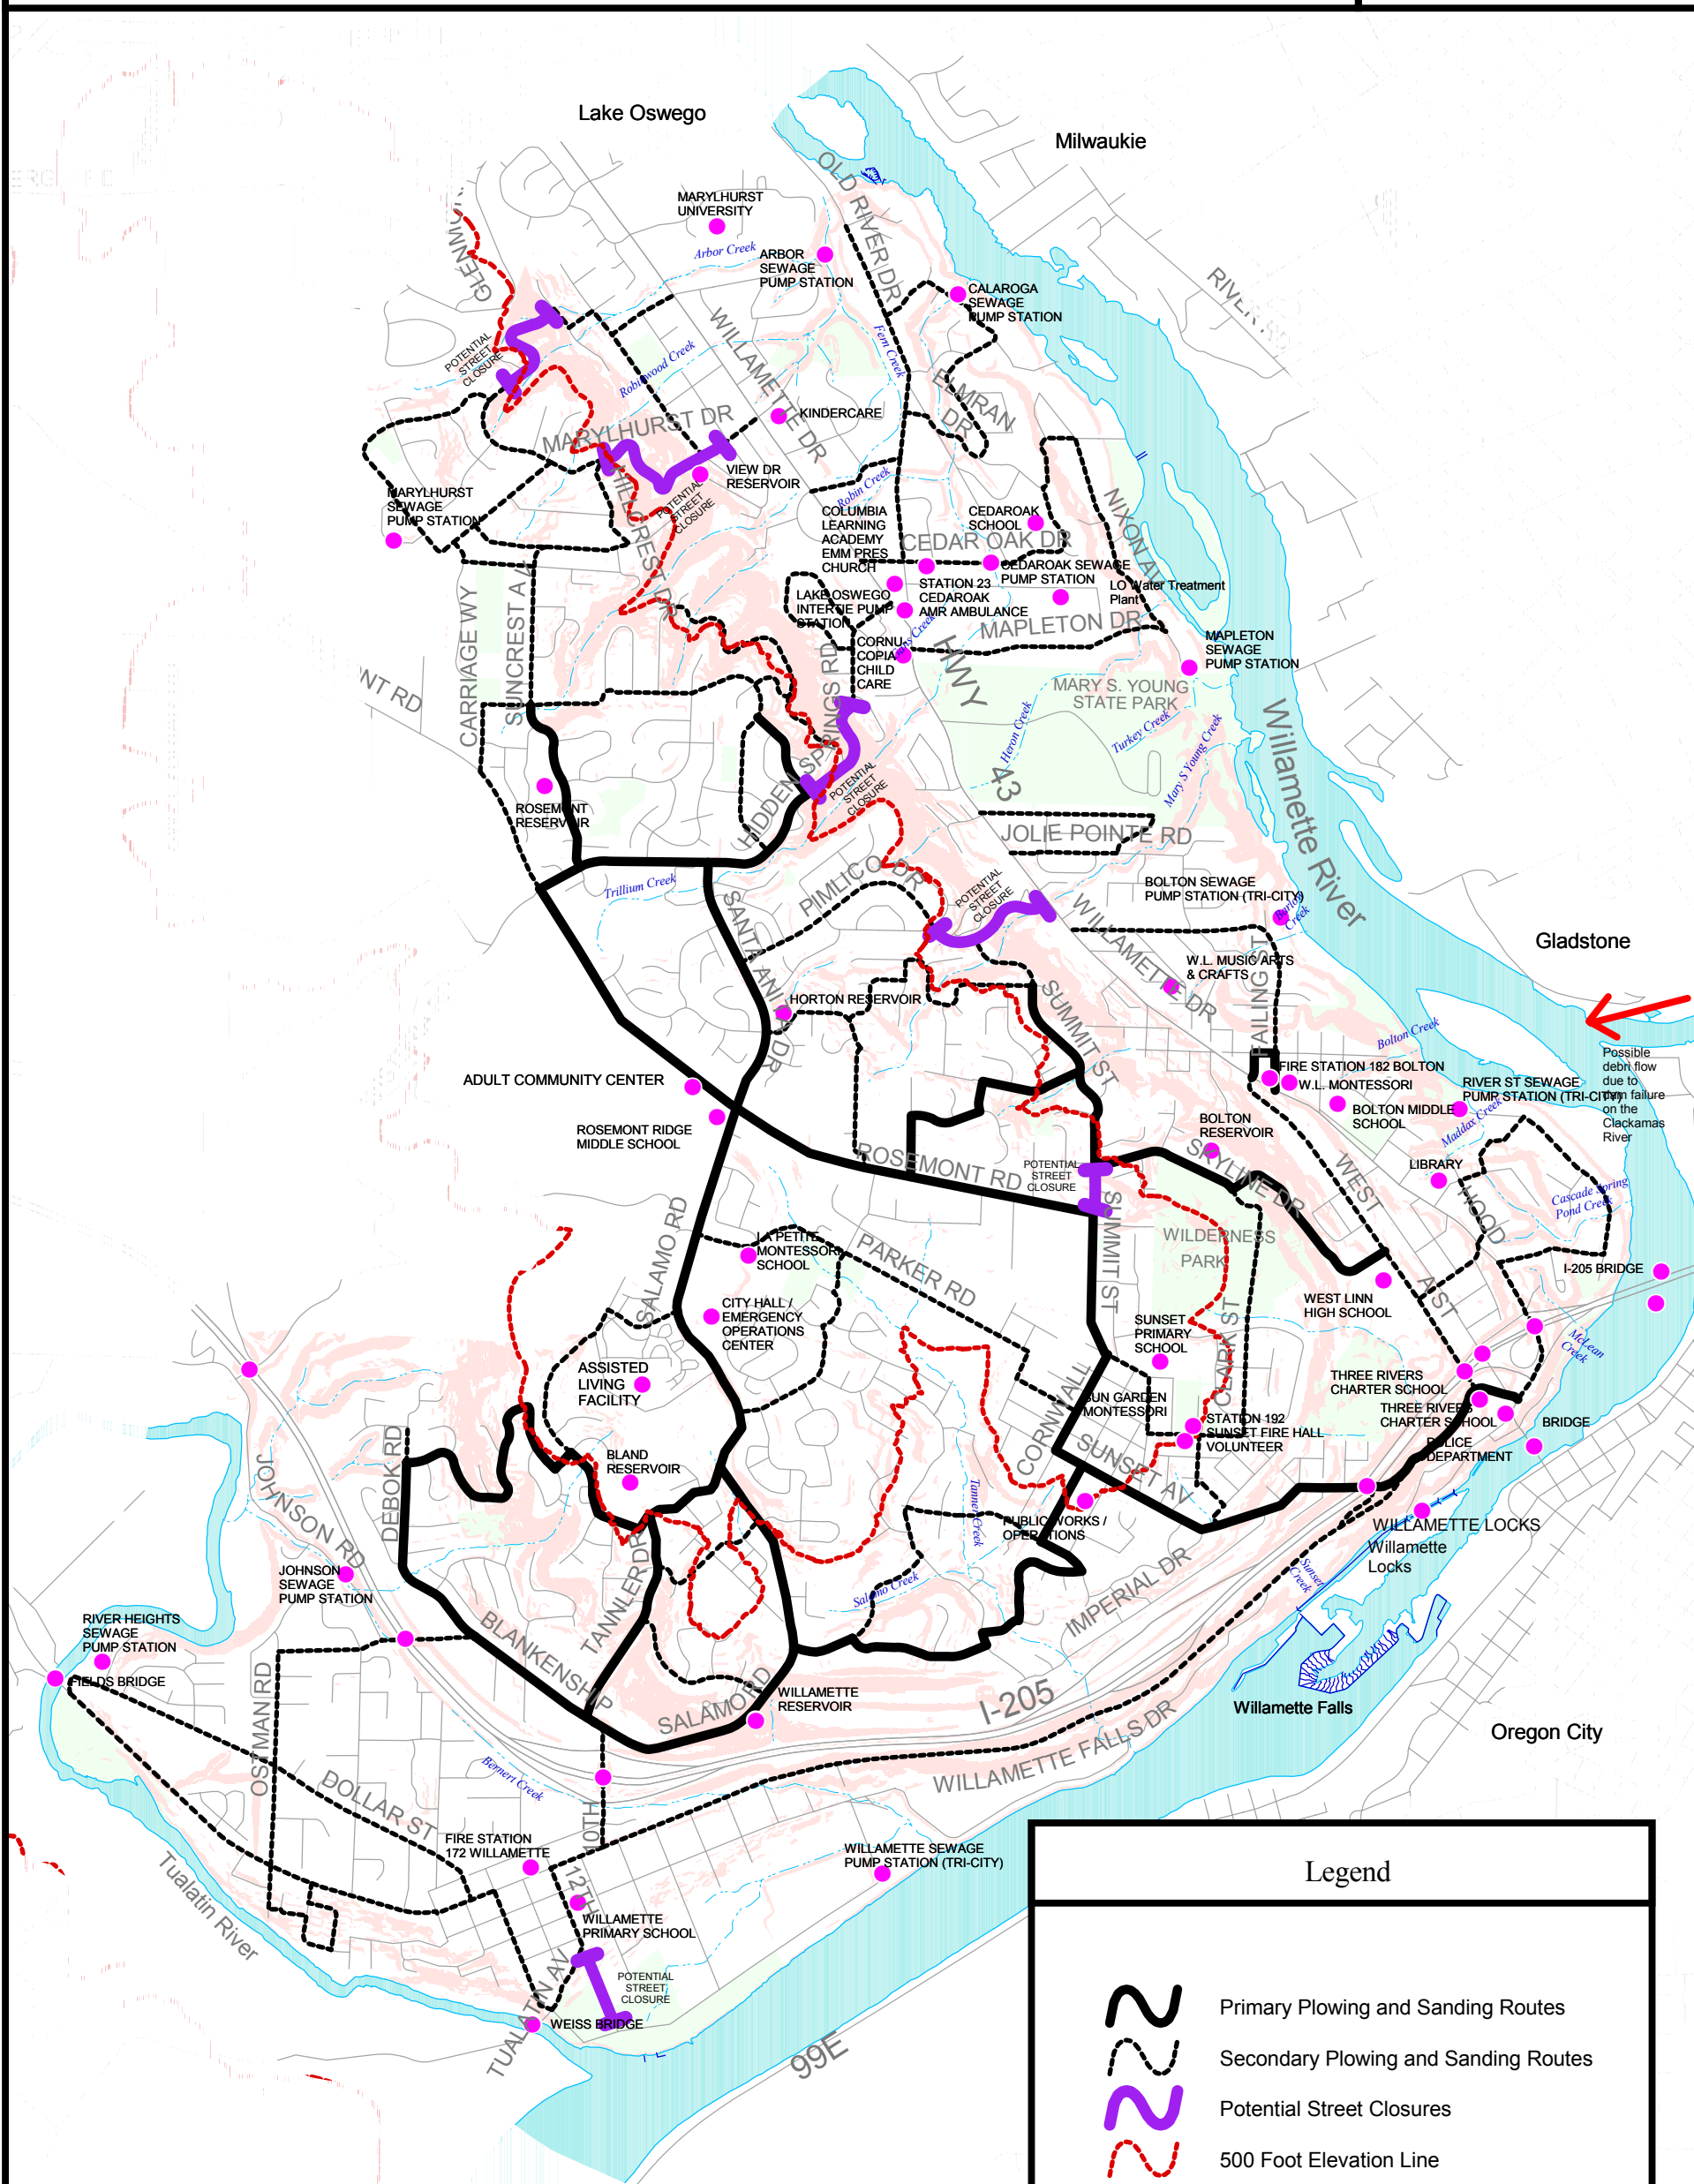 Lake Oswego
Milwaukie
OLD RIVER DR
MARYLHURST
UNIVERSITY
Arbor Creek
ARBOR
SEWAGE
PUMP STATION
CALAROGA
SEWAGE
PUMP STATION
POTENTIAL
STREET
CLOSURE
WILLAMETTE DR
Fern Creek
Robinwood Creek
ELMRAN
DR
KINDERCARE
MARYLHURST DR
VIEW DR
RESERVOIR
POTENTIAL
STREET
CLOSURE
HILLCREST DR
MARYLHURST
SEWAGE
PUMP STATION
Robin Creek
COLUMBIA
LEARNING
ACADEMY
EMM PRES
CHURCH
CEDAROAK
SCHOOL
CEDAR OAK DR
NIXON AV
CEDAROAK SEWAGE
PUMP STATION
STATION 23
CEDAROAK
AMR AMBULANCE
LO Water Treatment
Plant
LAKE OSWEGO
INTERTIE PUMP
STATION
MAPLETON DR
MAPLETON
SEWAGE
PUMP STATION
CORNU-
COPIA
CHILD
CARE
HWY
43
MARY S. YOUNG
STATE PARK
Heron Creek
Turkey Creek
Mary S Young Creek
Willamette River
CARRIAGE WY
SUNCREST AV
NT RD
HIDDEN SPRINGS RD
POTENTIAL
STREET
CLOSURE
ROSEMONT
RESERVOIR
JOLIE POINTE RD
Trillium Creek
PIMLICO DR
POTENTIAL
STREET
CLOSURE
SANTA ANITA DR
BOLTON SEWAGE
PUMP STATION (TRI-CITY)
WILLAMETTE DR
W.L. MUSIC ARTS
& CRAFTS
FAILING ST
Gladstone
HORTON RESERVOIR
SUMMIT ST
Bolton Creek
Possible
debri flow
due to
dam failure
on the
Clackamas
River
ADULT COMMUNITY CENTER
FIRE STATION 182 BOLTON
W.L. MONTESSORI
BOLTON MIDDLE
SCHOOL
RIVER ST SEWAGE
PUMP STATION (TRI-CITY)
Maddax Creek
ROSEMONT RIDGE
MIDDLE SCHOOL
BOLTON
RESERVOIR
ROSEMONT RD
POTENTIAL
STREET
CLOSURE
SKYLINE DR
WEST
LIBRARY
HOOD
Cascade Spring
Pond Creek
SUMMIT ST
WILDERNESS
PARK
SALAMO RD
LA PETITE
MONTESSORI
SCHOOL
PARKER RD
I-205 BRIDGE
WEST LINN
HIGH SCHOOL
A ST
CITY HALL /
EMERGENCY
OPERATIONS
CENTER
SUNSET
PRIMARY
SCHOOL
CLARK ST
McLean
Creek
ASSISTED
LIVING
FACILITY
CORNWALL
SUN GARDEN
MONTESSORI
THREE RIVERS
CHARTER SCHOOL
THREE RIVERS
CHARTER SCHOOL
BRIDGE
STATION 192
SUNSET FIRE HALL
VOLUNTEER
SUNSET AV
POLICE
DEPARTMENT
JOHNSON RD
DEBOK RD
BLAND
RESERVOIR
Tanner Creek
PUBLIC WORKS /
OPERATIONS
WILLAMETTE LOCKS
Willamette
Locks
Sunset
Creek
IMPERIAL DR
Salamo Creek
TANNLER DR
JOHNSON
SEWAGE
PUMP STATION
RIVER HEIGHTS
SEWAGE
PUMP STATION
FIELDS BRIDGE
BLANKENSHIP
SALAMO RD
WILLAMETTE
RESERVOIR
I-205
Willamette Falls
Oregon City
OSTMAN RD
DOLLAR ST
Bernert Creek
WILLAMETTE FALLS DR
10TH
FIRE STATION
172 WILLAMETTE
12TH
WILLAMETTE SEWAGE
PUMP STATION (TRI-CITY)
WILLAMETTE
PRIMARY SCHOOL
Tualatin River
TUALATIN AV
POTENTIAL
STREET
CLOSURE
WEISS BRIDGE
99E
Legend
Primary Plowing and Sanding Routes
Secondary Plowing and Sanding Routes
Potential Street Closures
500 Foot Elevation Line